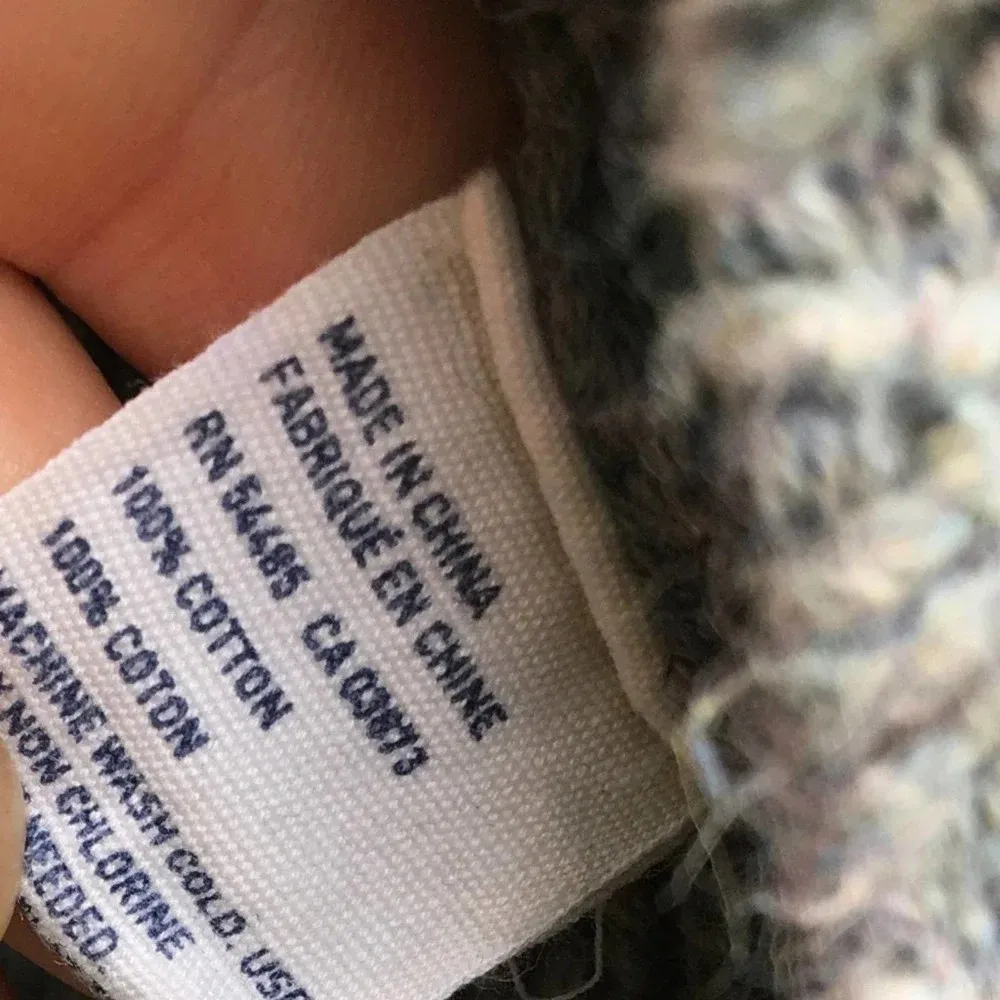 MADE IN CHINA
FABRIQUÉ EN CHINE
RN 54485 CA 03873
100% COTTON
100% COTON
MACHINE WASH COLD. USE
NON CHLORINE
NEEDED.